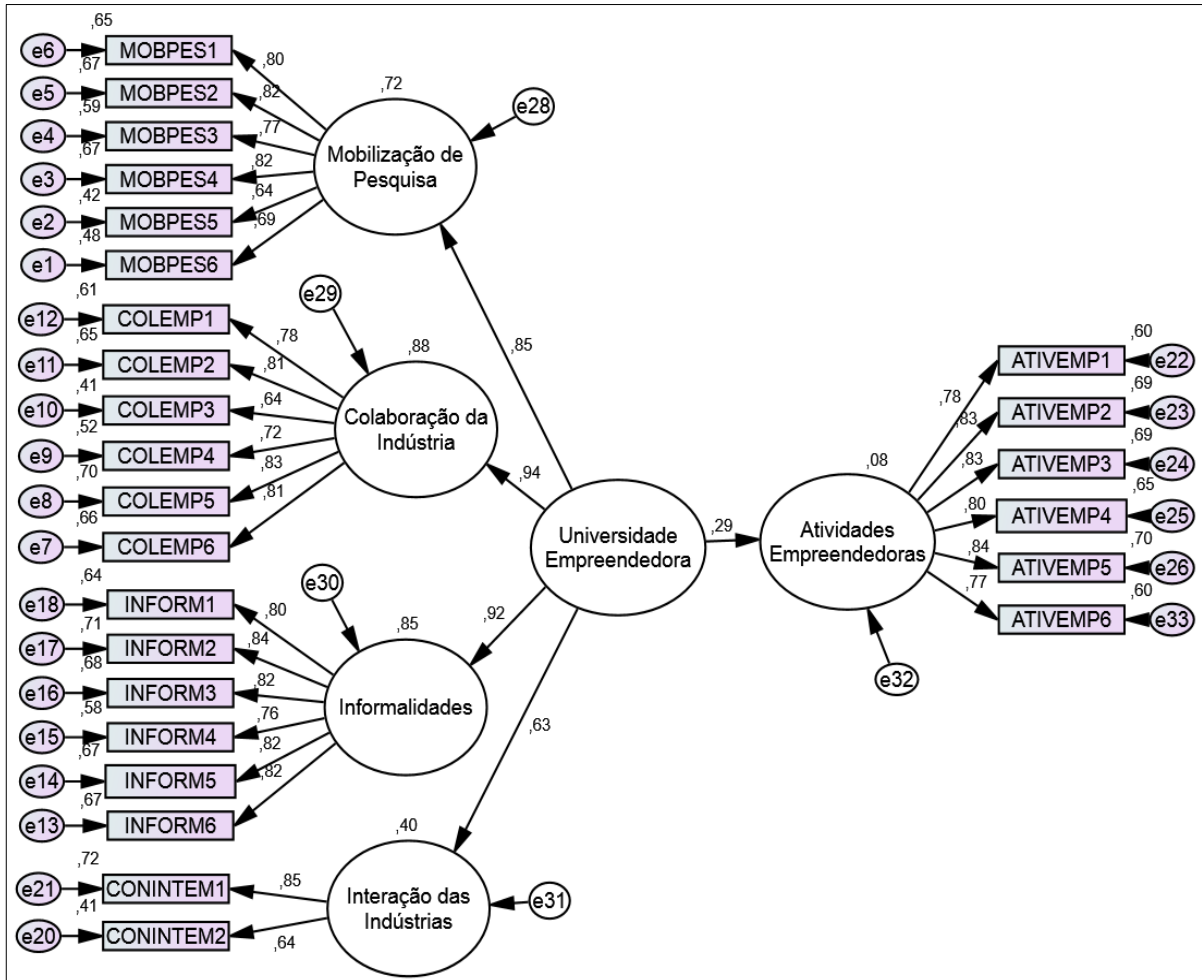 ,65
e6
MOBPES1
,80
,67
e5
MOBPES2
,82
,59
e4
MOBPES3
,77
,67
e3
MOBPES4
,82
,42
e2
MOBPES5
,64
,48
e1
MOBPES6
,69
,72
Mobilização de
Pesquisa
e28
,61
e12
COLEMP1
,78
,65
e11
COLEMP2
,81
,41
e10
COLEMP3
,64
,52
e9
COLEMP4
,72
,70
e8
COLEMP5
,83
,66
e7
COLEMP6
,81
e29
,88
Colaboração da
Indústria
,64
e18
INFORM1
,80
,71
e17
INFORM2
,84
,68
e16
INFORM3
,82
,58
e15
INFORM4
,76
,67
e14
INFORM5
,82
,67
e13
INFORM6
,82
e30
,85
Informalidades
,72
e21
CONINTEM1
,85
,41
e20
CONINTEM2
,64
,40
Interação das
Indústrias
e31
,85
,94
,92
,63
Universidade
Empreendedora
,29
,08
Atividades
Empreendedoras
e32
,60
,78
ATIVEMP1
e22
,69
,83
ATIVEMP2
e23
,69
,83
ATIVEMP3
e24
,65
,80
ATIVEMP4
e25
,70
,84
ATIVEMP5
e26
,60
,77
ATIVEMP6
e33